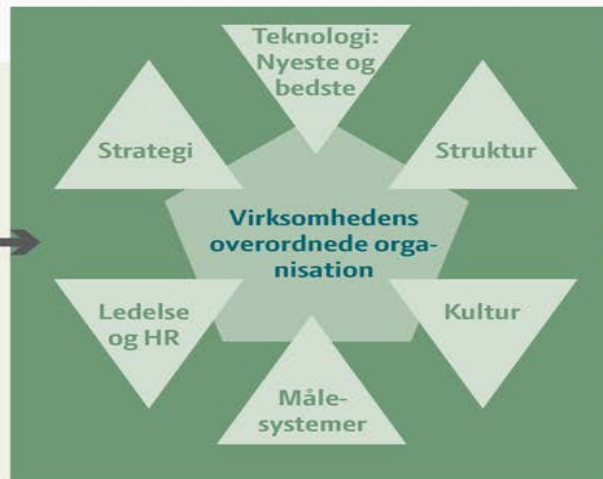 Teknologi:
Nyeste og
bedste
Strategi
Struktur
Virksomhedens
overordnede orga-
nisation
Ledelse
og HR
Kultur
Måle-
systemer